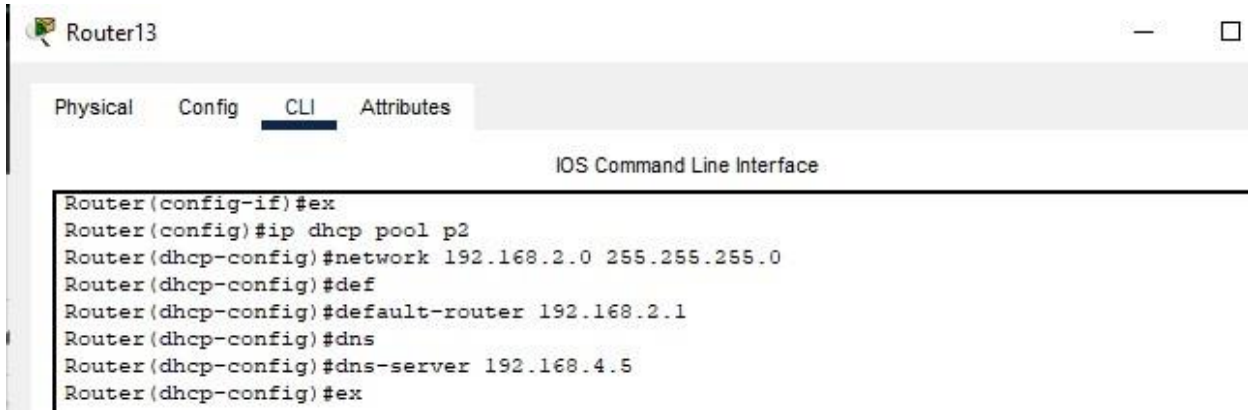 Router13
Physical Config CLI Attributes
IOS Command Line Interface
Router(config-if)#ex
Router(config)#ip dhcp pool p2
Router(dhcp-config)#network 192.168.2.0 255.255.255.0
Router(dhcp-config)#def
Router(dhcp-config)#default-router 192.168.2.1
Router(dhcp-config)#dns
Router(dhcp-config)#dns-server 192.168.4.5
Router(dhcp-config)#ex